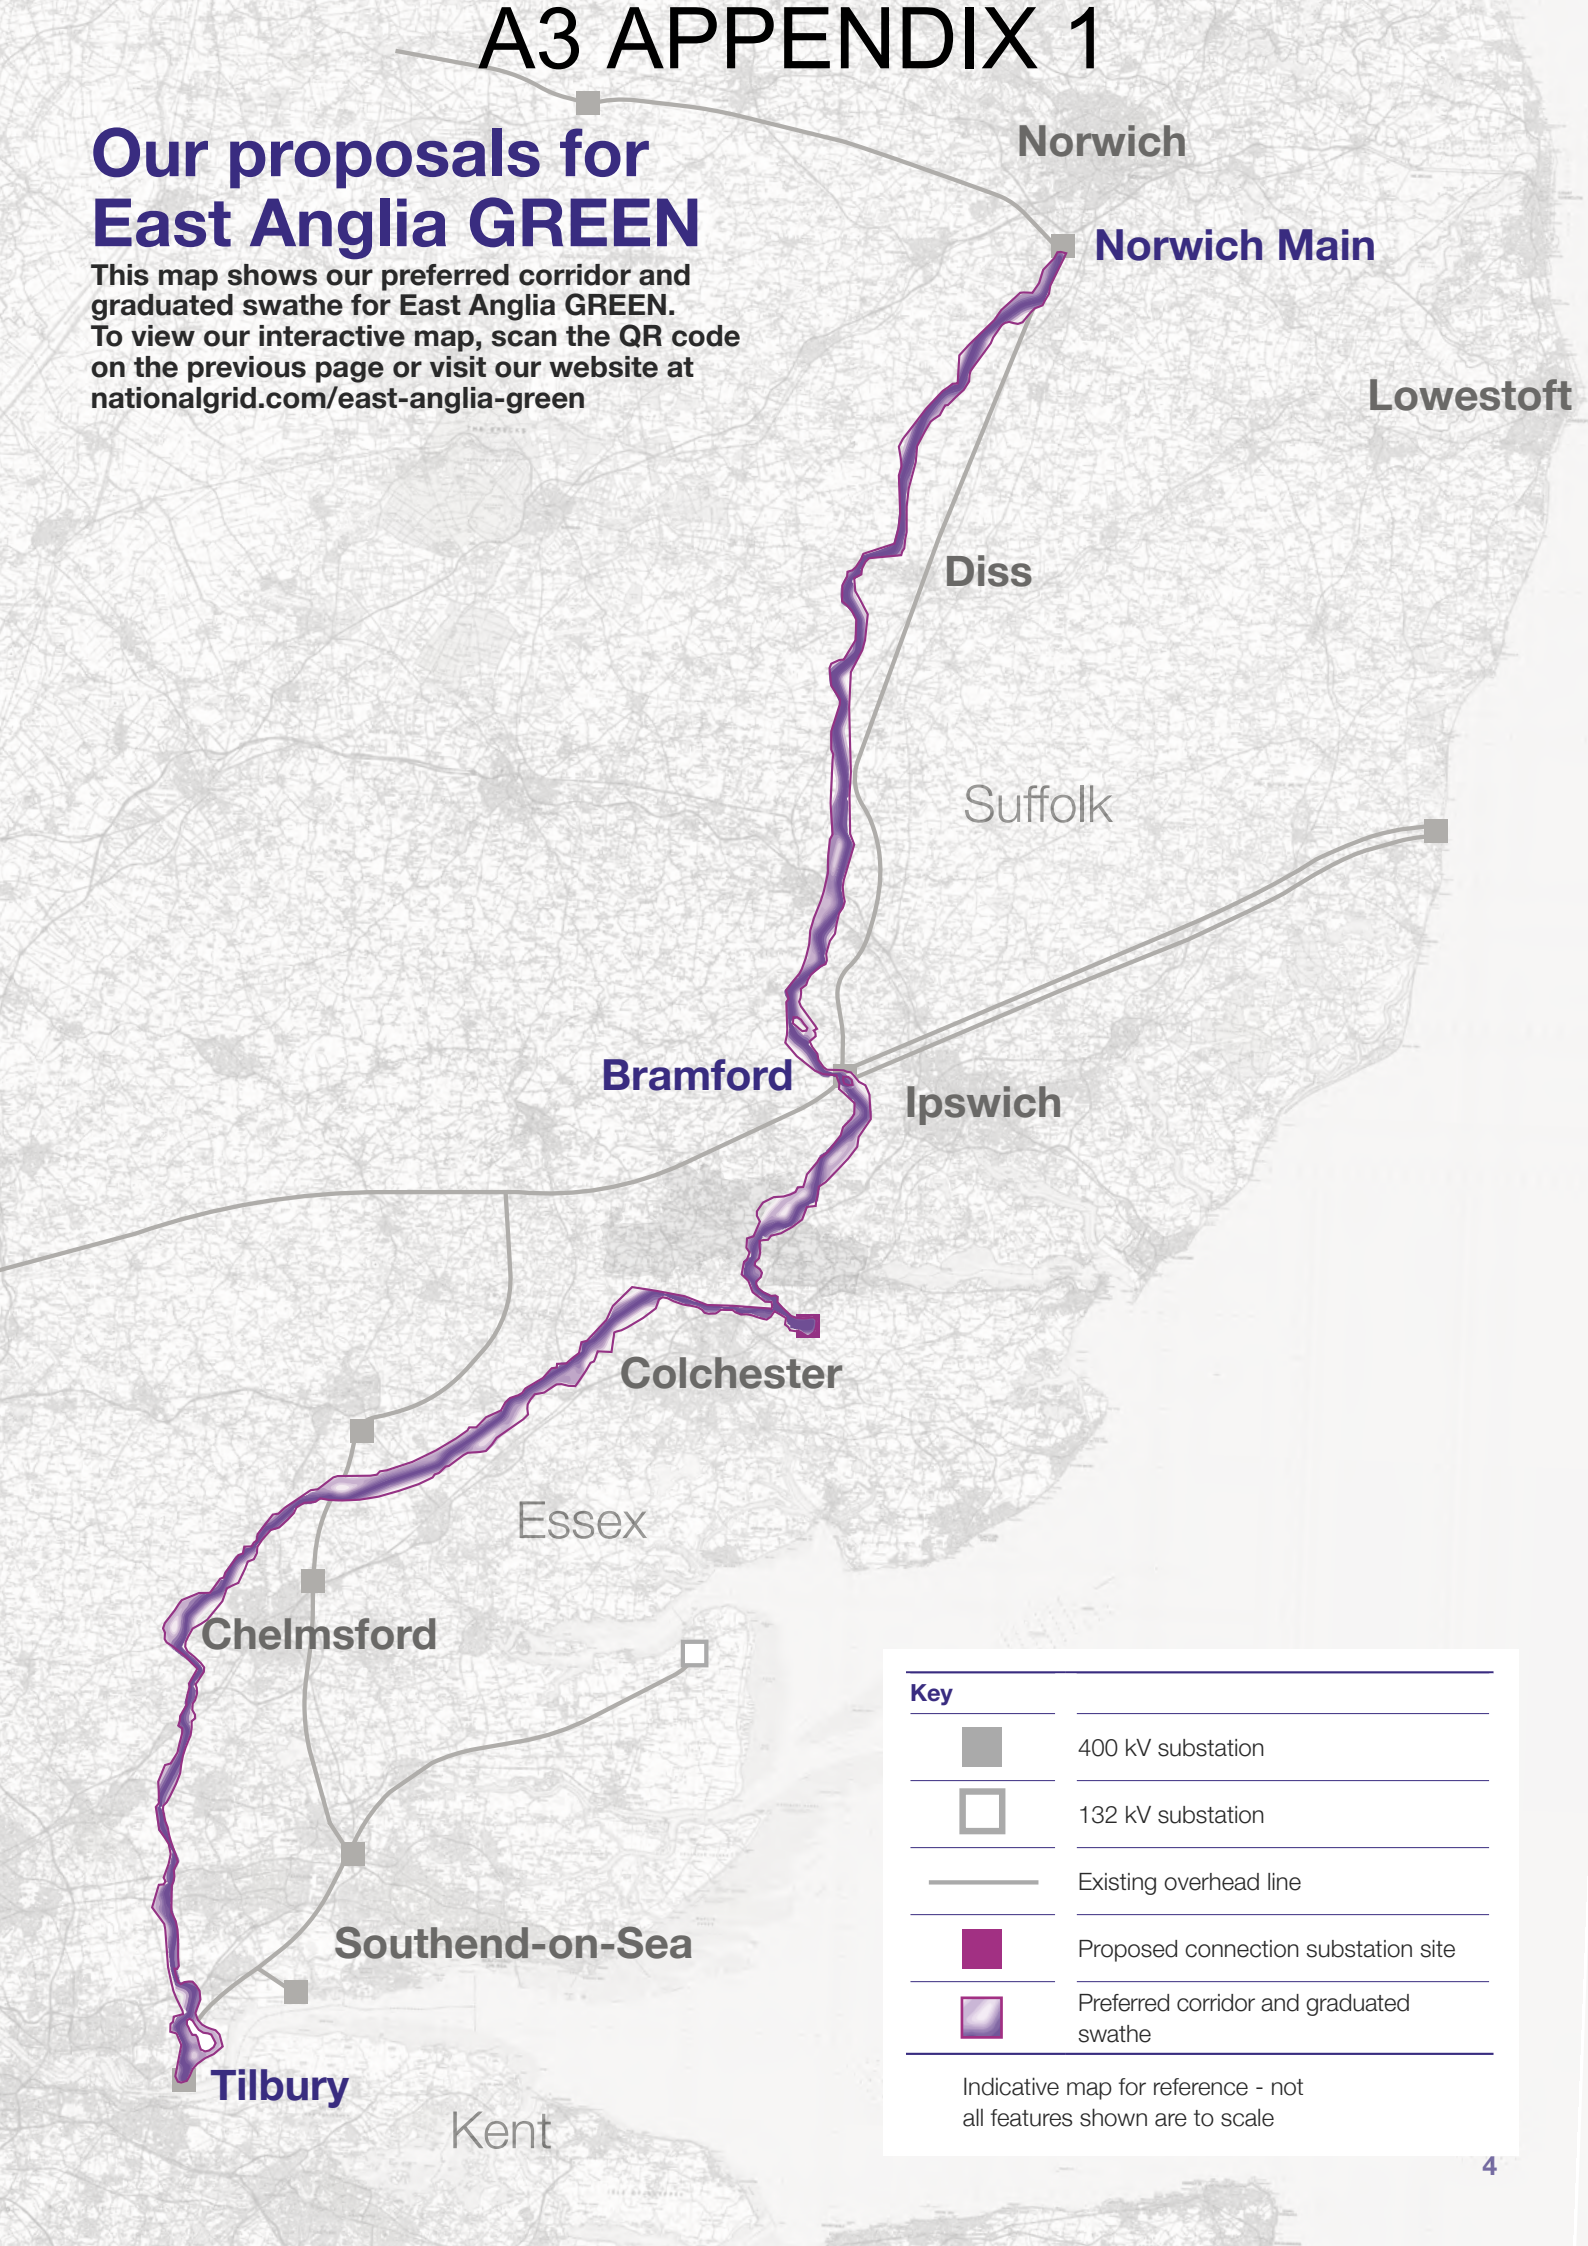 A3 APPENDIX 1
Our proposals for
East Anglia GREEN
This map shows our preferred corridor and
graduated swathe for East Anglia GREEN.
To view our interactive map, scan the QR code
on the previous page or visit our website at
nationalgrid.com/east-anglia-green
Norwich
Norwich Main
Lowestoft
Diss
Suffolk
Bramford
Ipswich
Colchester
Essex
Chelmsford
Southend-on-Sea
Tilbury
Kent
Key
400 kV substation
132 kV substation
Existing overhead line
Proposed connection substation site
Preferred corridor and graduated
swathe
Indicative map for reference - not
all features shown are to scale
4